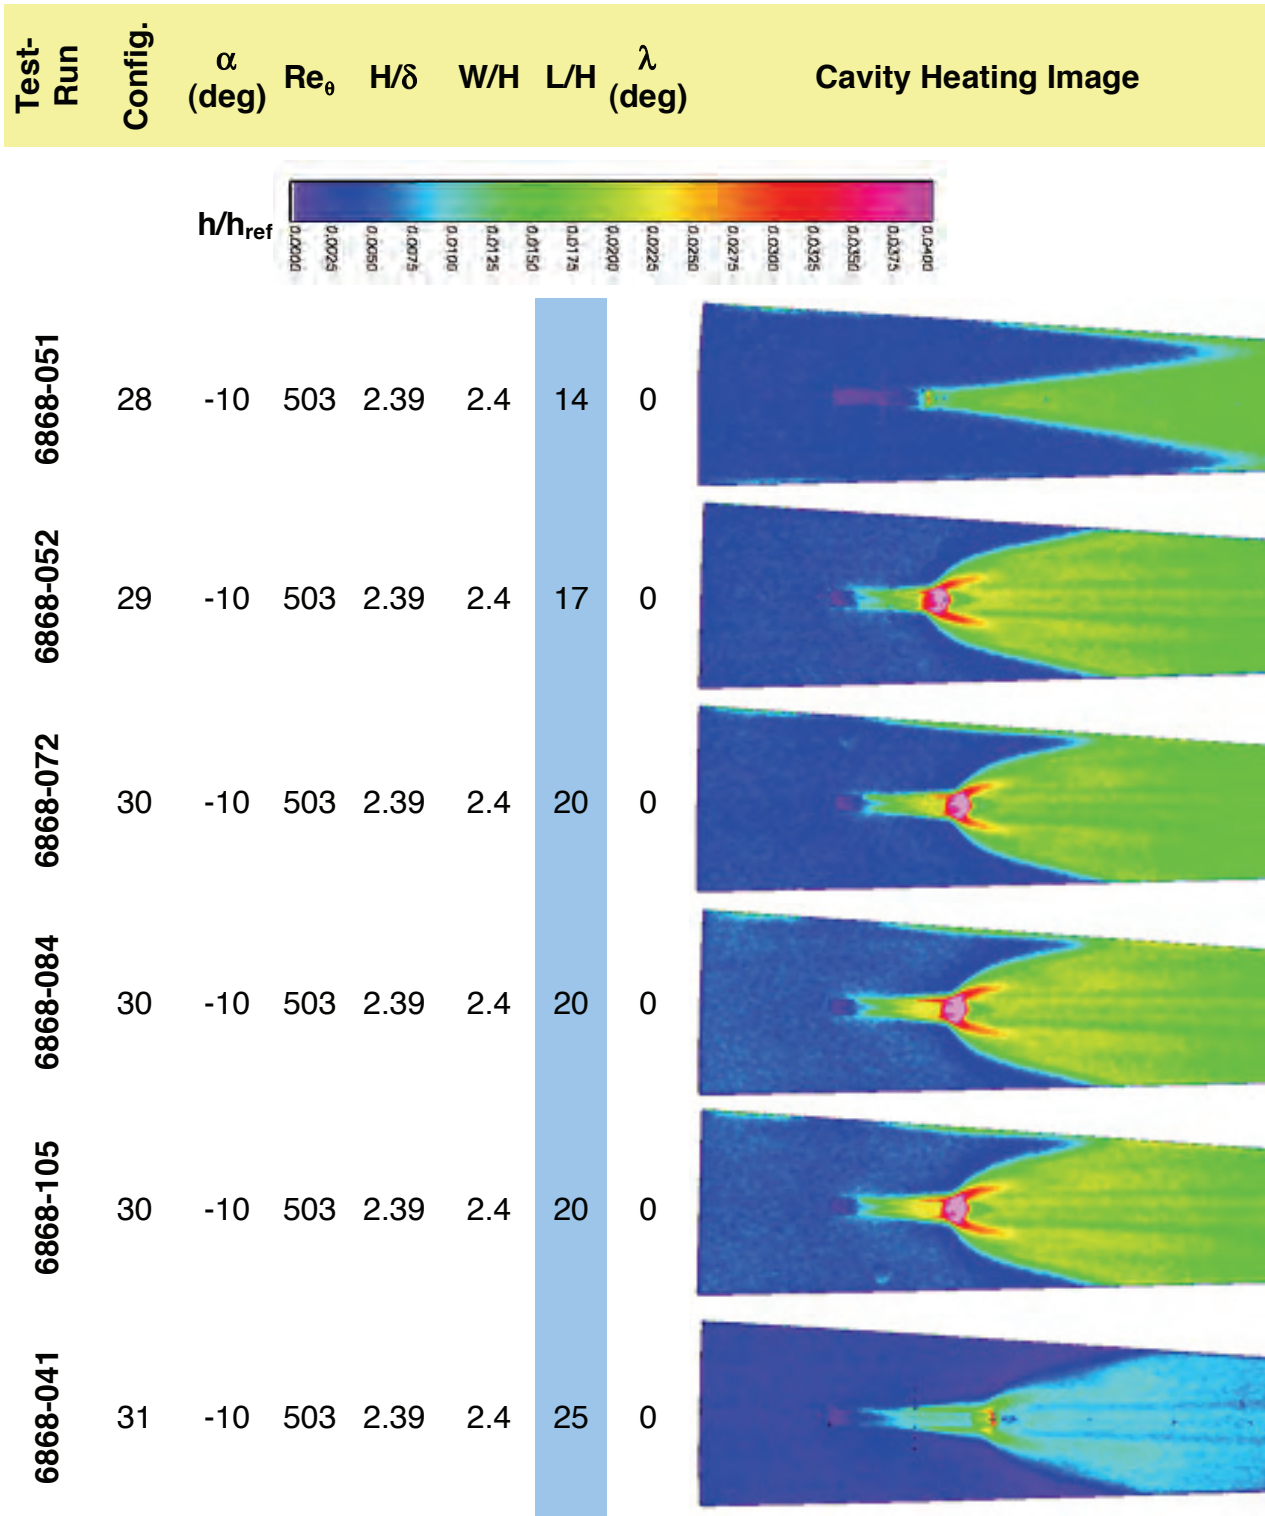 Test-Run Config. α (deg) Reθ H/δ W/H L/H λ (deg) Cavity Heating Image
h/href
0.0000 0.0025 0.0050 0.0075 0.0100 0.0125 0.0150 0.0175 0.0200 0.0225 0.0250 0.0275 0.0300 0.0325 0.0350 0.0375 0.0400
6868-051 28 -10 503 2.39 2.4 14 0
6868-052 29 -10 503 2.39 2.4 17 0
6868-072 30 -10 503 2.39 2.4 20 0
6868-084 30 -10 503 2.39 2.4 20 0
6868-105 30 -10 503 2.39 2.4 20 0
6868-041 31 -10 503 2.39 2.4 25 0